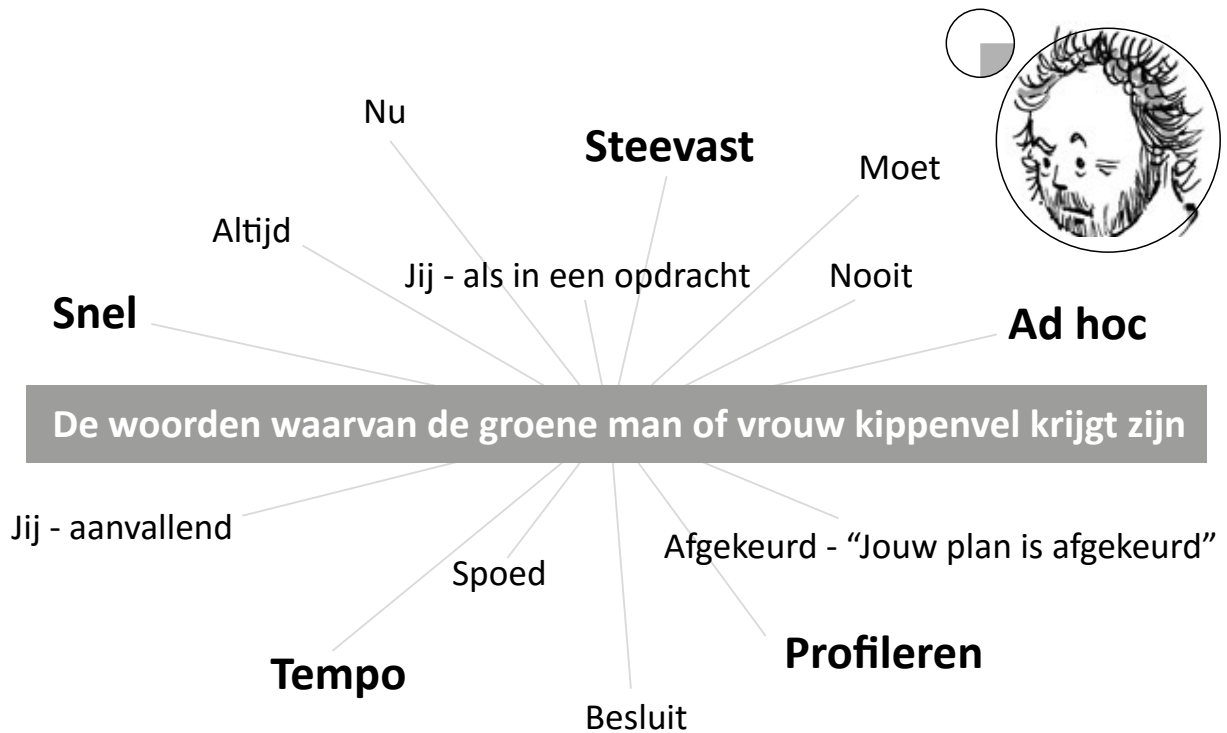 Nu
Steevast
Moet
Altijd
Jij - als in een opdracht
Nooit
Snel
Ad hoc
De woorden waarvan de groene man of vrouw kippenvel krijgt zijn
Jij - aanvallend
Afgekeurd - “Jouw plan is afgekeurd”
Spoed
Profileren
Tempo
Besluit